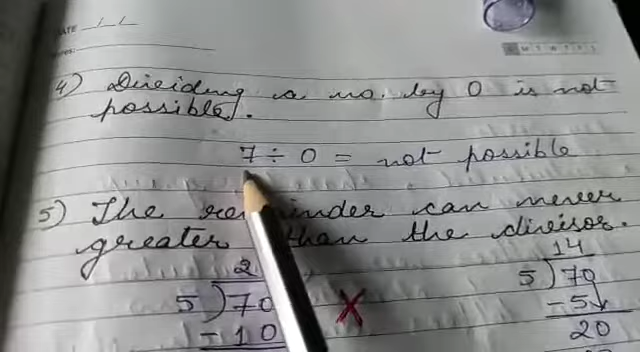 DATE / /
4) Dividing a no. by 0 is not
possible.
7 ÷ 0 = not possible
5) The remainder can never
greater than the divisor.
2
5)70
-10
14
5)70
-5↓
20